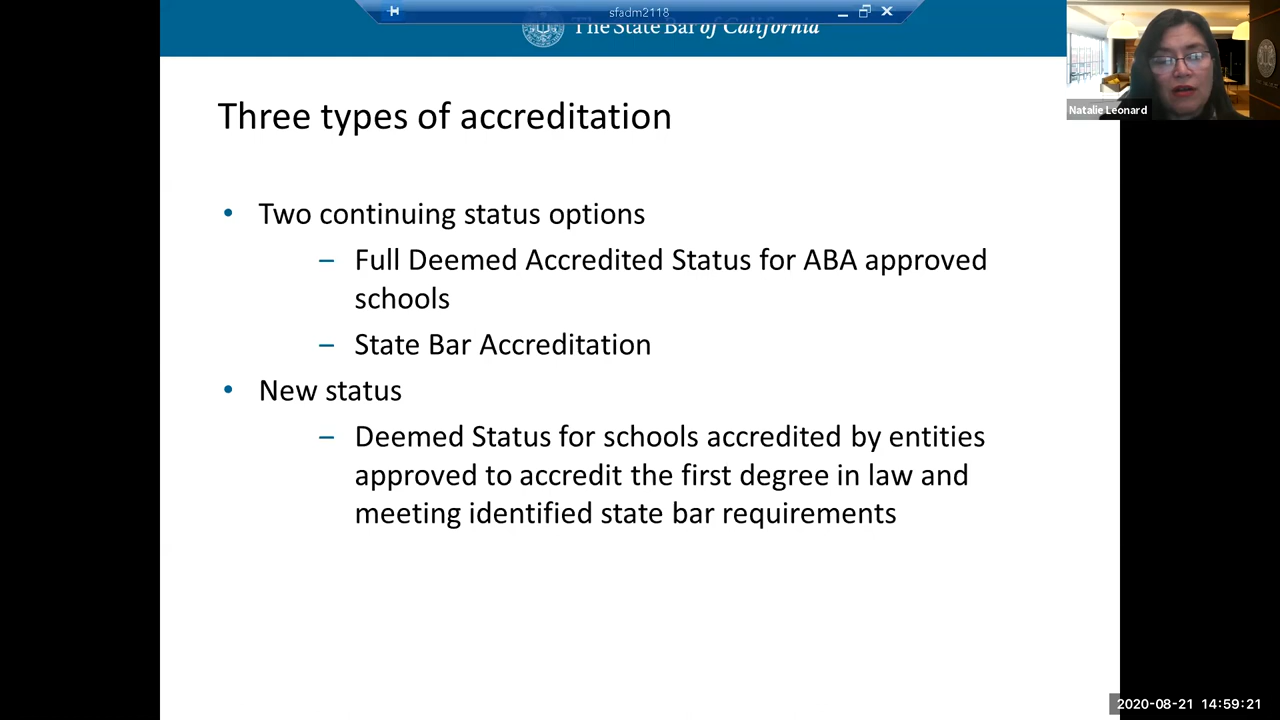 sfadm2118
The State Bar of California
Natalie Leonard
Three types of accreditation
• Two continuing status options
– Full Deemed Accredited Status for ABA approved
schools
– State Bar Accreditation
• New status
– Deemed Status for schools accredited by entities
approved to accredit the first degree in law and
meeting identified state bar requirements
2020-08-21 14:59:21